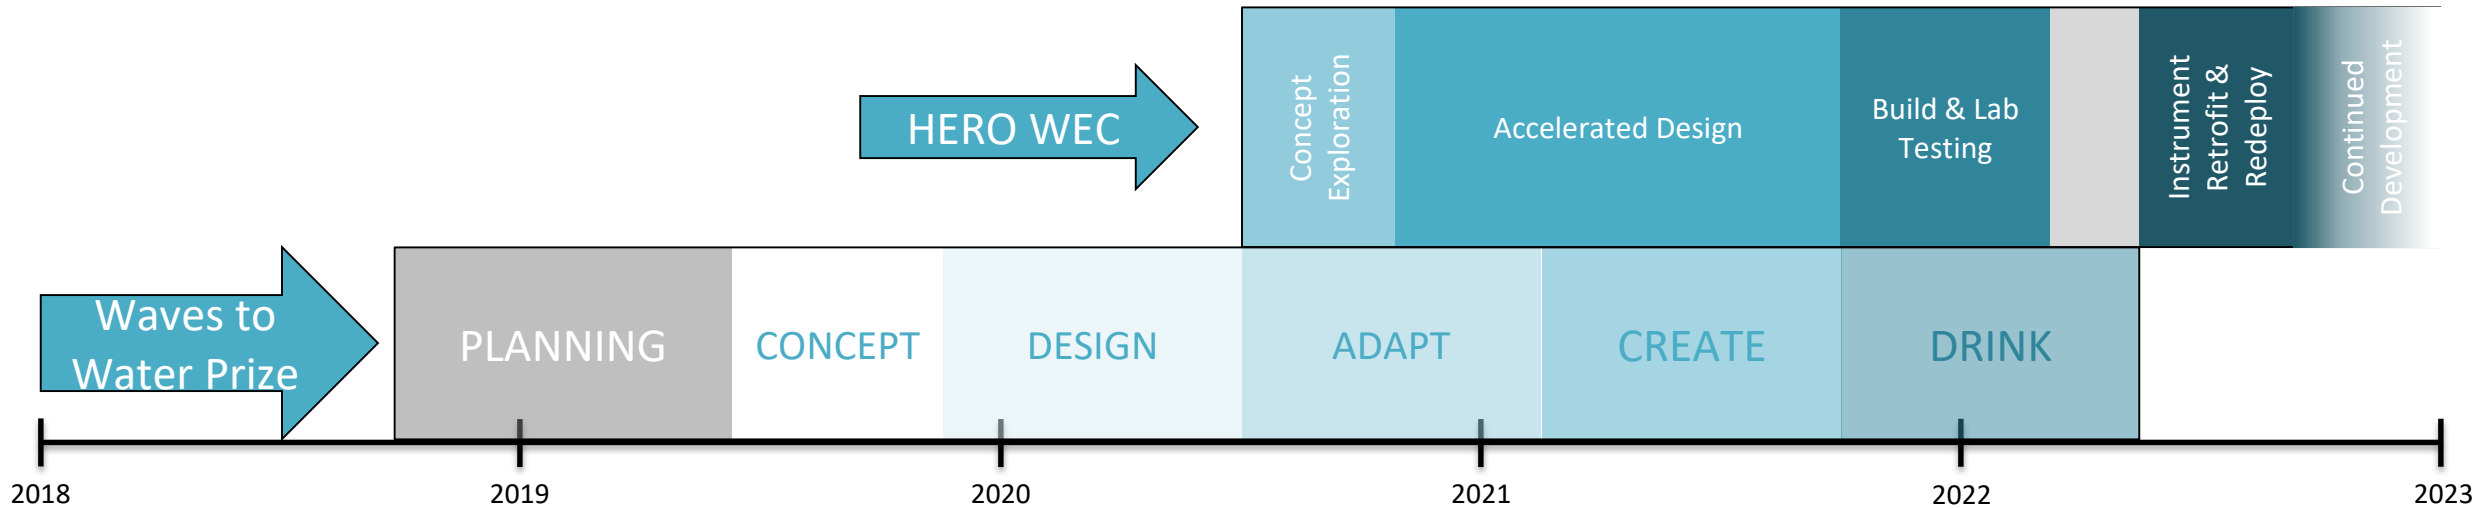 HERO WEC
Concept
Exploration
Accelerated Design
Build & Lab
Testing
Instrument
Retrofit &
Redeploy
Continued
Development
Waves to
Water Prize
PLANNING
CONCEPT
DESIGN
ADAPT
CREATE
DRINK
2018
2019
2020
2021
2022
2023